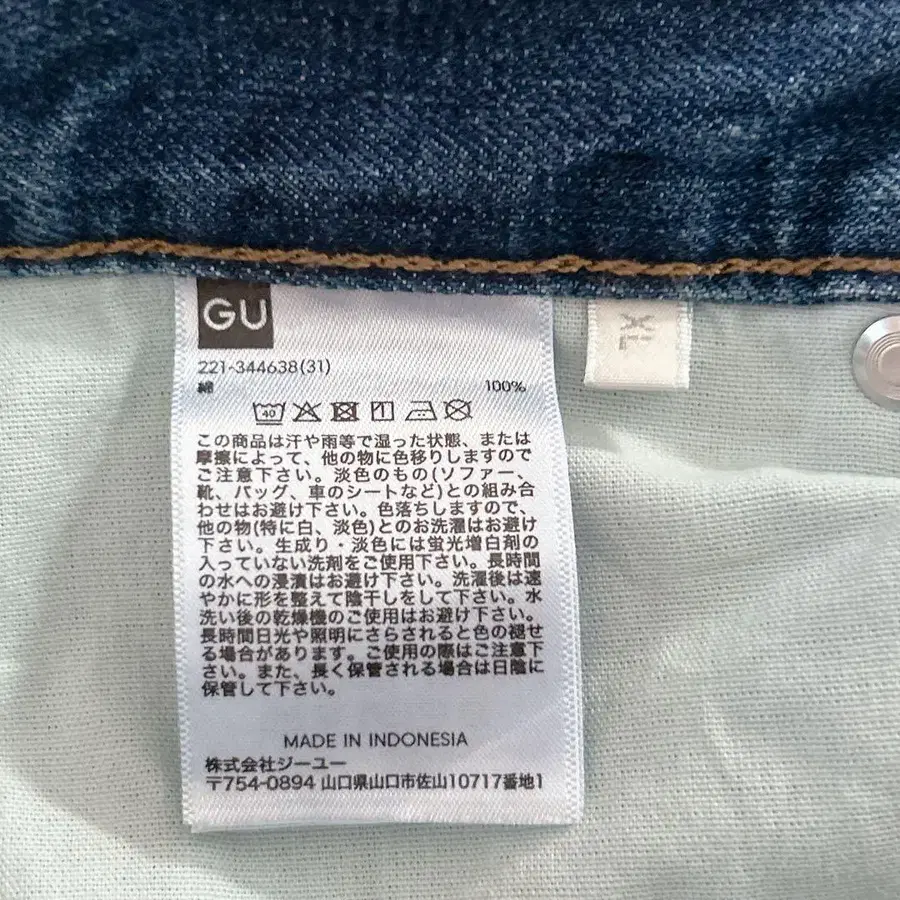 GU
XL
221-344638(31)
綿 100%
40
この商品は汗や雨等で湿った状態、または
摩擦によって、他の物に色移りしますので
ご注意下さい。淡色のもの(ソファー、
靴、バッグ、車のシートなど)との組み合
わせはお避け下さい。色落ちしますので、
他の物(特に白、淡色)とのお洗濯はお避け
下さい。生成り・淡色には蛍光増白剤の
入っていない洗剤をご使用下さい。長時間
の水への浸漬はお避け下さい。洗濯後は速
やかに形を整えて陰干しをして下さい。水
洗い後の乾燥機のご使用はお避け下さい。
長時間日光や照明にさらされると色の褪せ
る場合があります。ご使用の際はご注意下
さい。また、長く保管される場合は日陰に
保管して下さい。
MADE IN INDONESIA
株式会社ジーユー
〒754-0894 山口県山口市佐山10717番地1